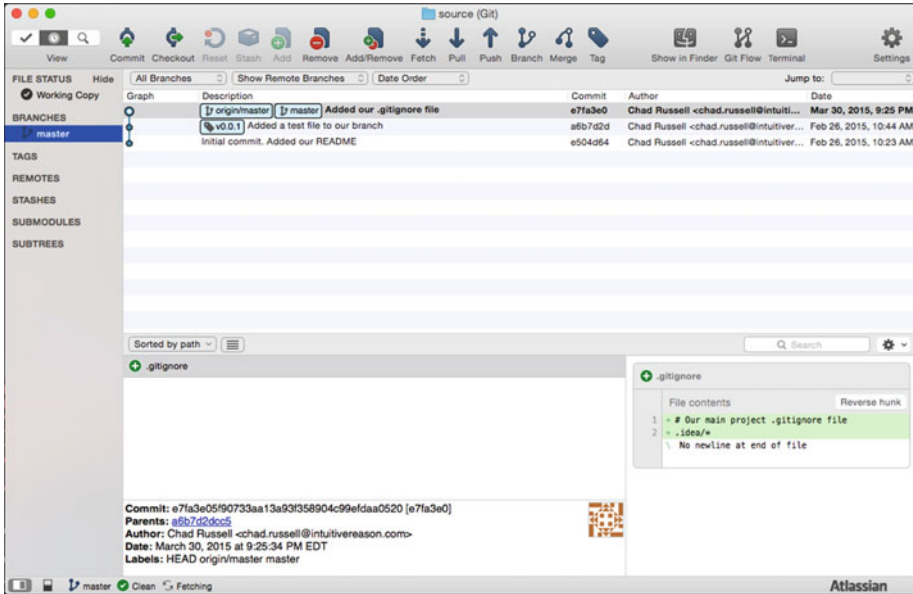 source (Git)
View Commit Checkout Reset Stash Add Remove Add/Remove Fetch Pull Push Branch Merge Tag Show in Finder Git Flow Terminal Settings
FILE STATUS Hide All Branches Show Remote Branches Date Order Jump to:
Working Copy Graph Description Commit Author Date
origin/master master Added our .gitignore file e7fa3e0 Chad Russell <chad.russell@intuiti... Mar 30, 2015, 9:25 PM
BRANCHES
v0.0.1 Added a test file to our branch a6b7d2d Chad Russell <chad.russell@intuitiver... Feb 26, 2015, 10:44 AM
master
Initial commit. Added our README e504d64 Chad Russell <chad.russell@intuitiver... Feb 26, 2015, 10:23 AM
TAGS
REMOTES
STASHES
SUBMODULES
SUBTREES
Sorted by path Search
.gitignore
.gitignore
File contents Reverse hunk
1 + # Our main project .gitignore file
2 + .idea/*
\ No newline at end of file
Commit: e7fa3e05f90733aa13a93f358904c99efdaa0520 [e7fa3e0]
Parents: a6b7d2dcc5
Author: Chad Russell <chad.russell@intuitivereason.com>
Date: March 30, 2015 at 9:25:34 PM EDT
Labels: HEAD origin/master master
master Clean Fetching Atlassian